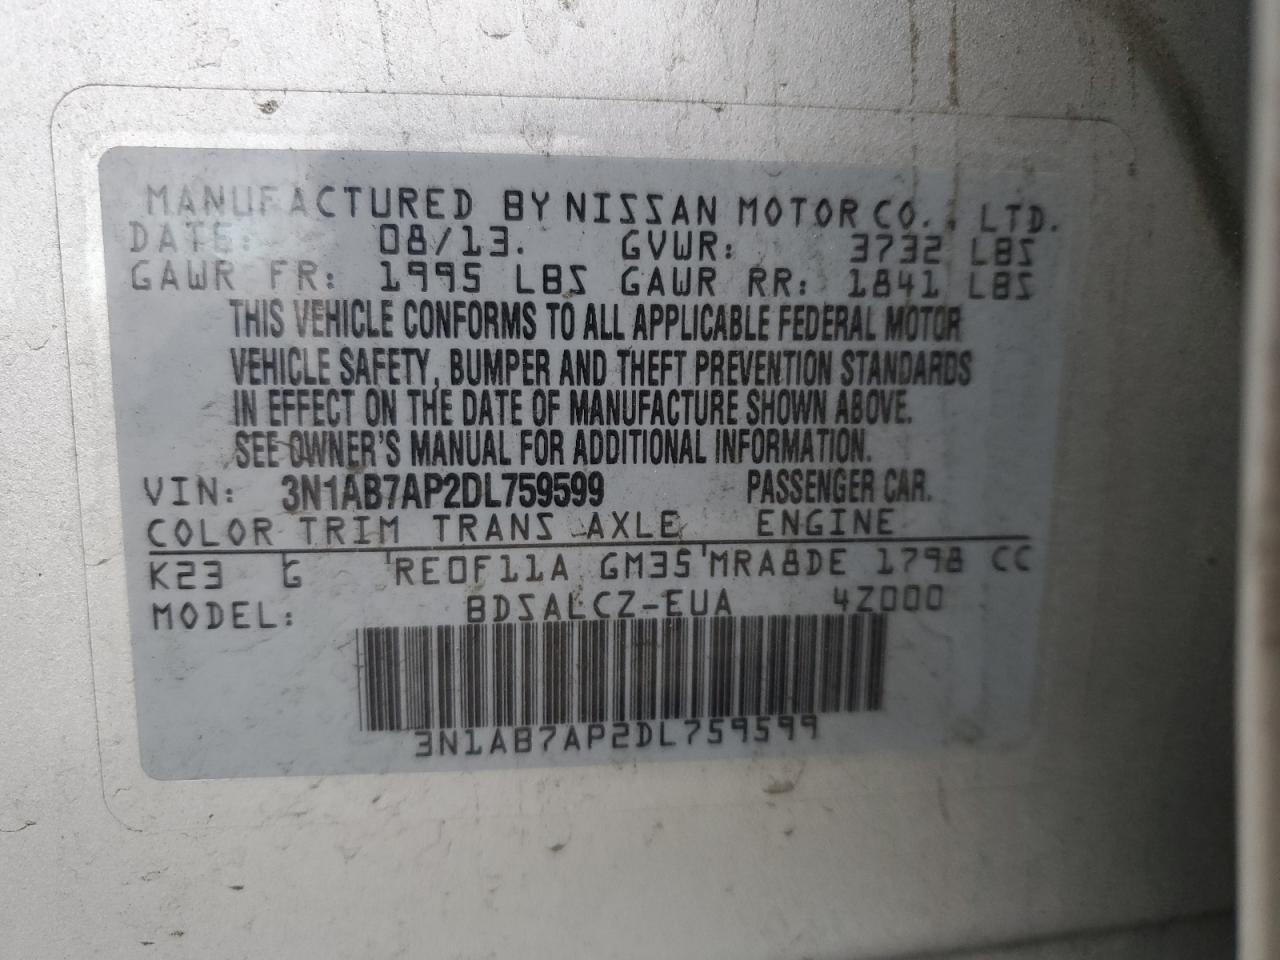 MANUFACTURED BY NISSAN MOTOR CO., LTD.
DATE: 08/13. GVWR: 3732 LBS
GAWR FR: 1995 LBS GAWR RR: 1841 LBS
THIS VEHICLE CONFORMS TO ALL APPLICABLE FEDERAL MOTOR
VEHICLE SAFETY, BUMPER AND THEFT PREVENTION STANDARDS
IN EFFECT ON THE DATE OF MANUFACTURE SHOWN ABOVE.
SEE OWNER'S MANUAL FOR ADDITIONAL INFORMATION.
VIN: 3N1AB7AP2DL759599 PASSENGER CAR.
COLOR TRIM TRANS AXLE ENGINE
K23 G RE0F11A GM35 MRA8DE 1798 CC
MODEL: BDSALCZ-EUA 4Z000
3N1AB7AP2DL759599